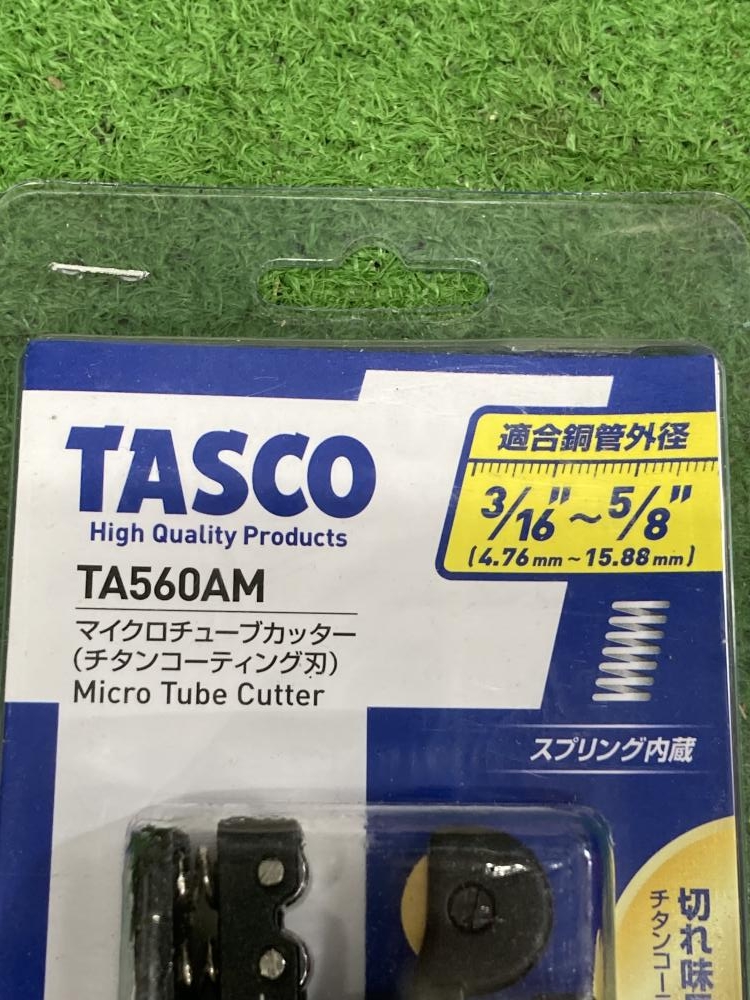 TASCO
High Quality Products
TA560AM
マイクロチューブカッター
(チタンコーティング刃)
Micro Tube Cutter
適合銅管外径
3/16"~5/8"
(4.76mm~15.88mm)
スプリング内蔵
切れ味
チタンコー